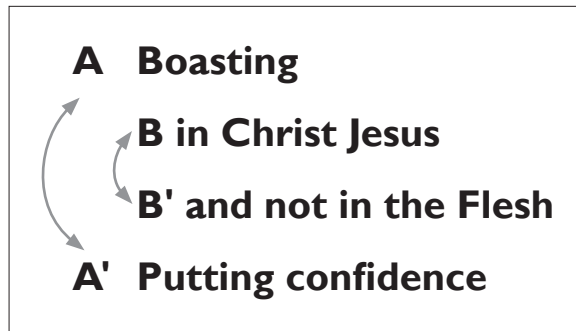 A Boasting
B in Christ Jesus
B' and not in the Flesh
A' Putting confidence